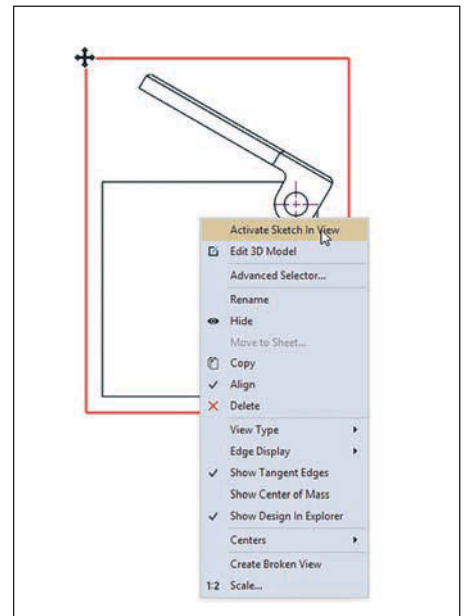 Activate Sketch In View
Edit 3D Model
Advanced Selector...
Rename
Hide
Move to Sheet...
Copy
Align
Delete
View Type
Edge Display
Show Tangent Edges
Show Center of Mass
Show Design In Explorer
Centers
Create Broken View
1:2 Scale...